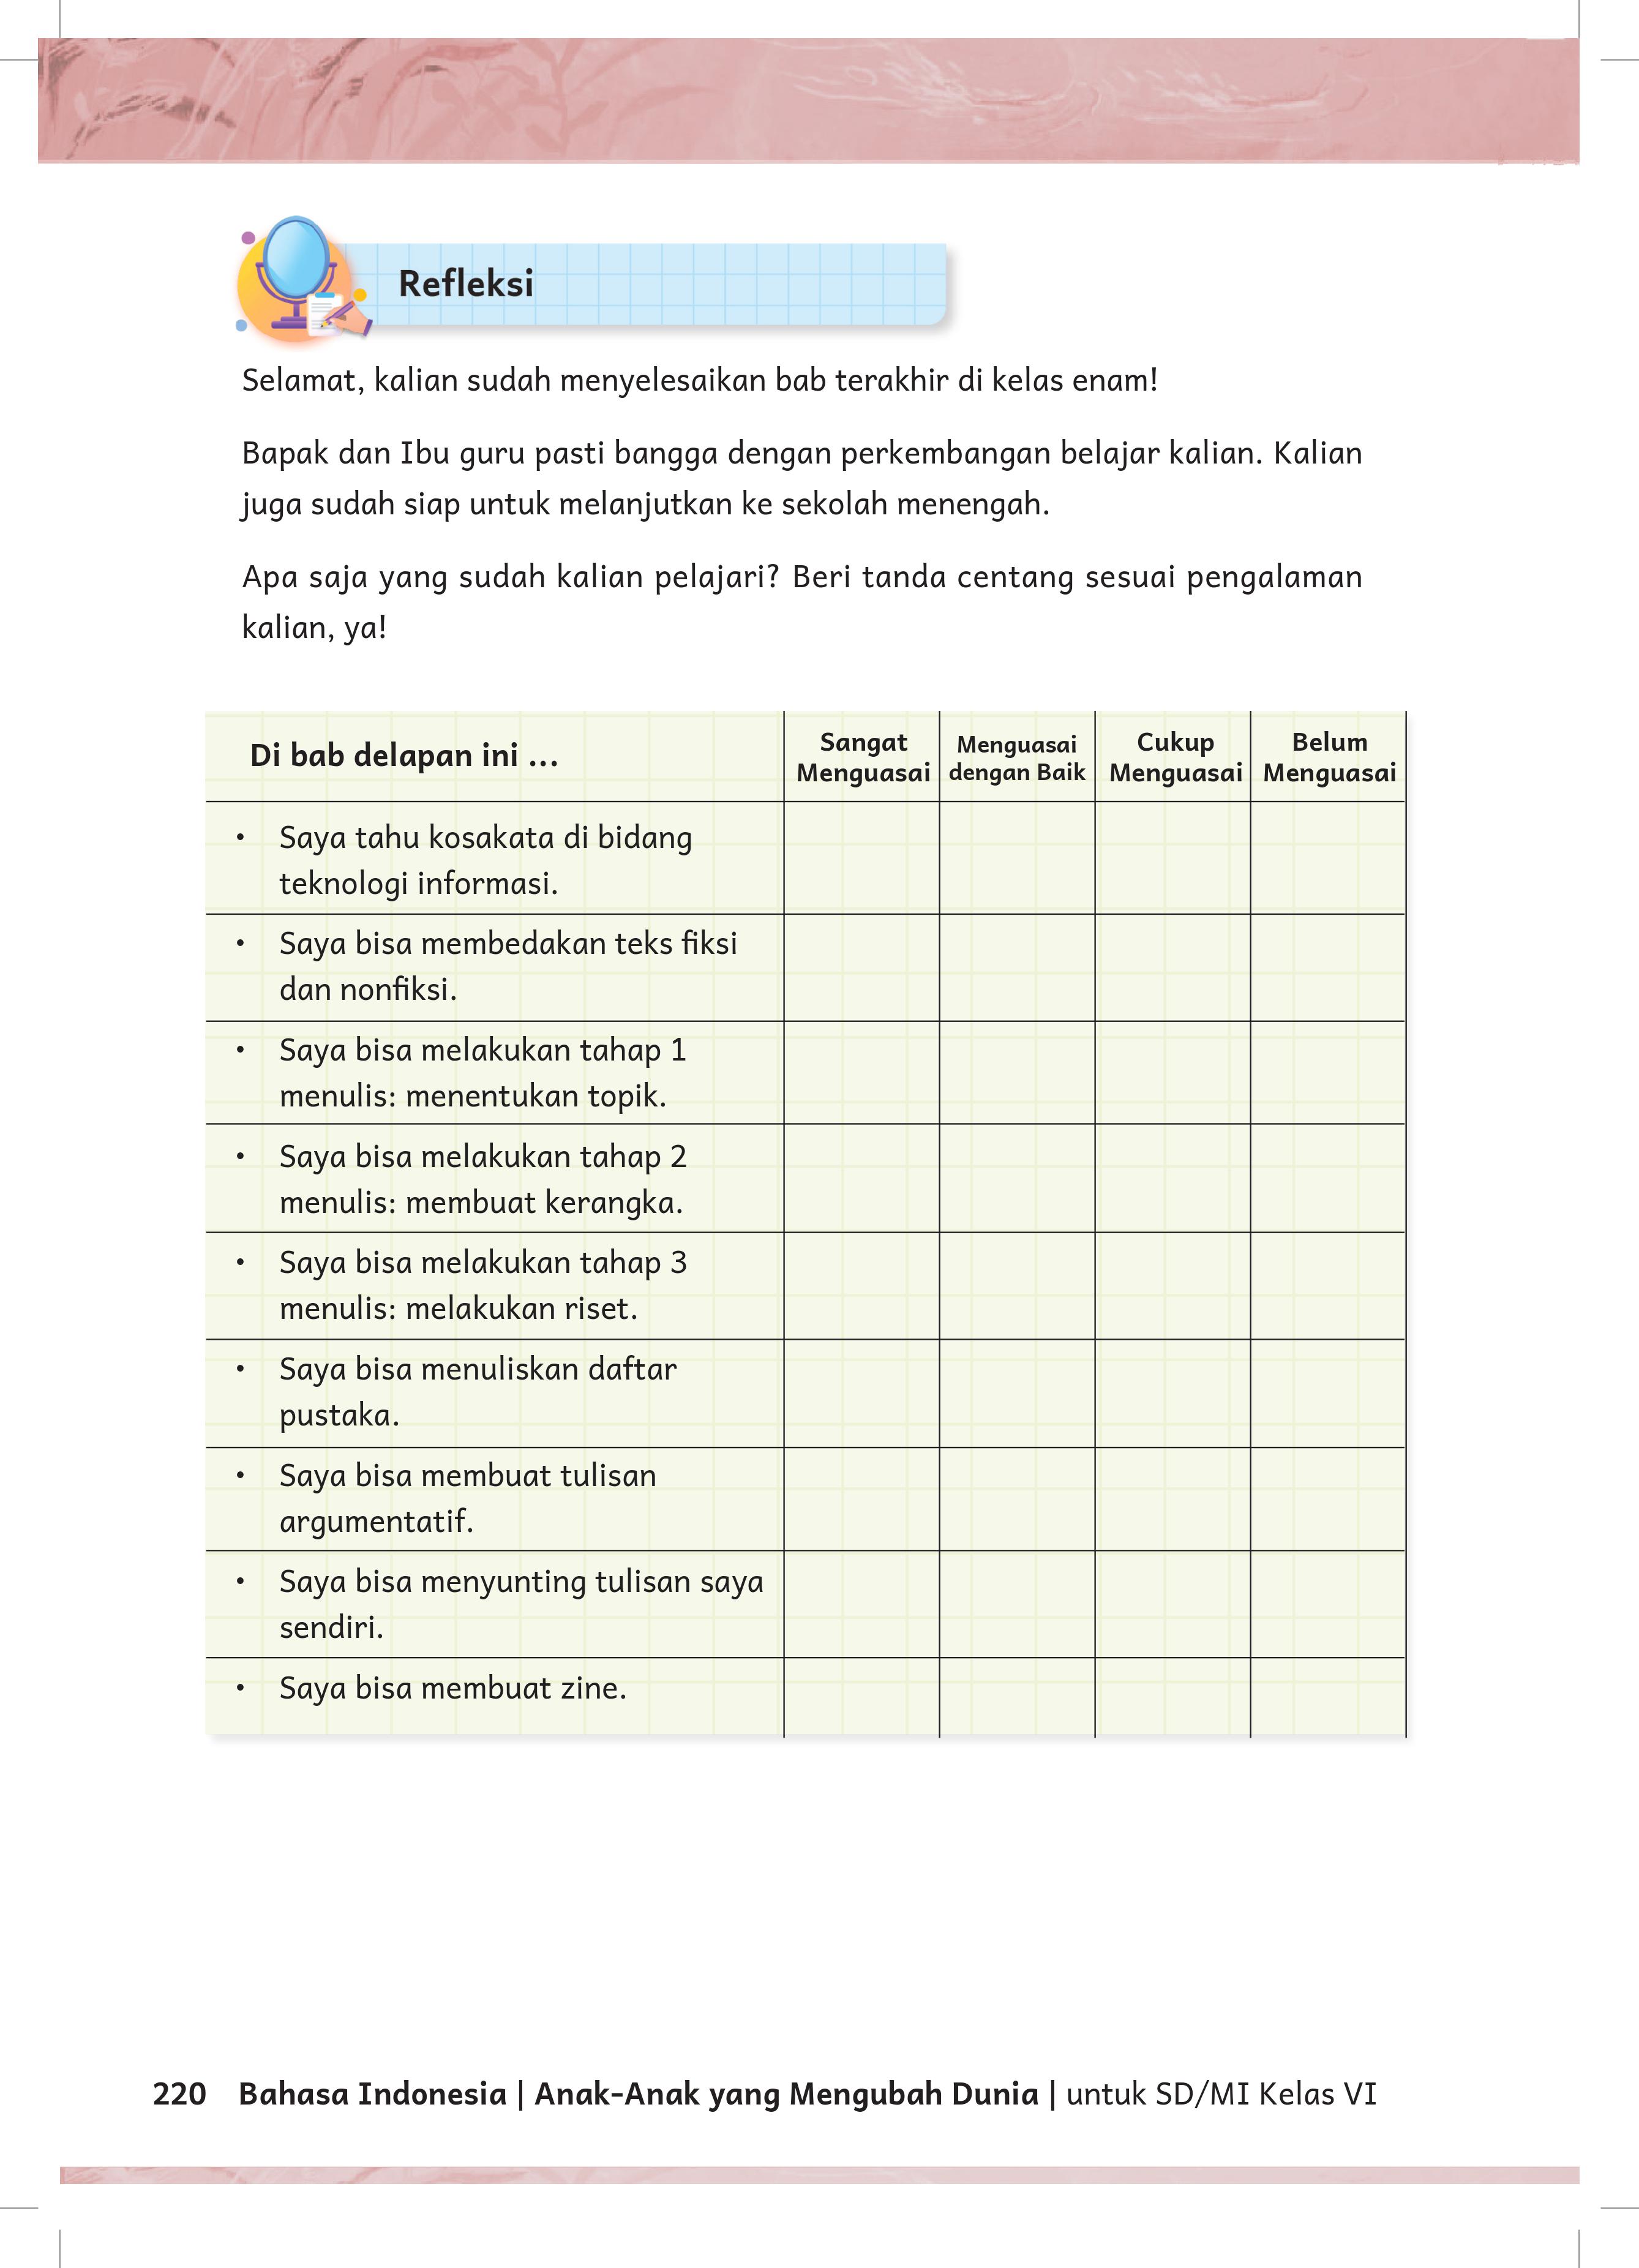 Refleksi
Selamat, kalian sudah menyelesaikan bab terakhir di kelas enam!
Bapak dan Ibu guru pasti bangga dengan perkembangan belajar kalian. Kalian
juga sudah siap untuk melanjutkan ke sekolah menengah.
Apa saja yang sudah kalian pelajari? Beri tanda centang sesuai pengalaman
kalian, ya!
Di bab delapan ini ...
Sangat
Menguasai
Menguasai
dengan Baik
Cukup
Menguasai
Belum
Menguasai
• Saya tahu kosakata di bidang
teknologi informasi.
• Saya bisa membedakan teks fiksi
dan nonfiksi.
• Saya bisa melakukan tahap 1
menulis: menentukan topik.
• Saya bisa melakukan tahap 2
menulis: membuat kerangka.
• Saya bisa melakukan tahap 3
menulis: melakukan riset.
• Saya bisa menuliskan daftar
pustaka.
• Saya bisa membuat tulisan
argumentatif.
• Saya bisa menyunting tulisan saya
sendiri.
• Saya bisa membuat zine.
220 Bahasa Indonesia | Anak-Anak yang Mengubah Dunia | untuk SD/MI Kelas VI